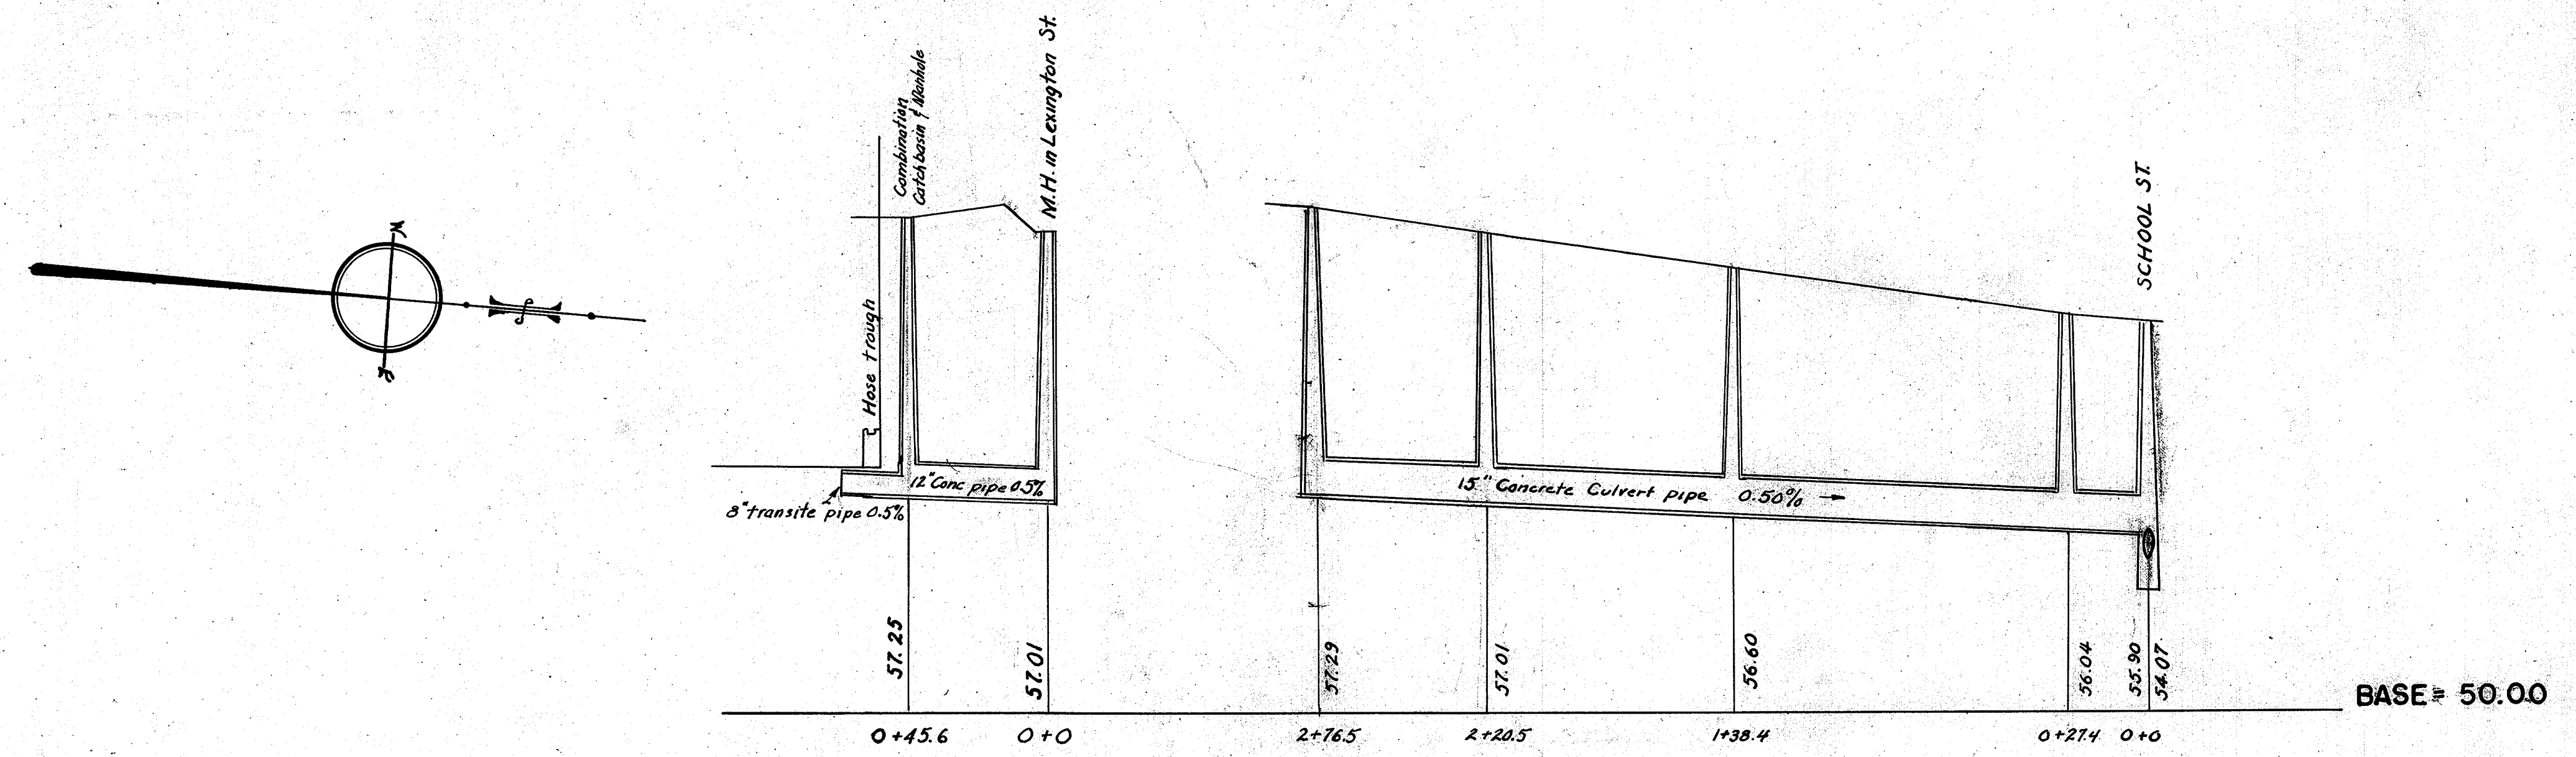 W
S
E
Combination
Catch basin & Manhole
M.H. in Lexington St.
Hose trough
12" Conc pipe 0.5%
8" transite pipe 0.5%
57.25
57.01
0+45.6
0+0
SCHOOL ST.
15" Concrete Culvert pipe 0.50% →
57.29
57.01
56.60
56.04
55.90
54.07
2+76.5
2+20.5
1+38.4
0+27.4
0+0
BASE = 50.00